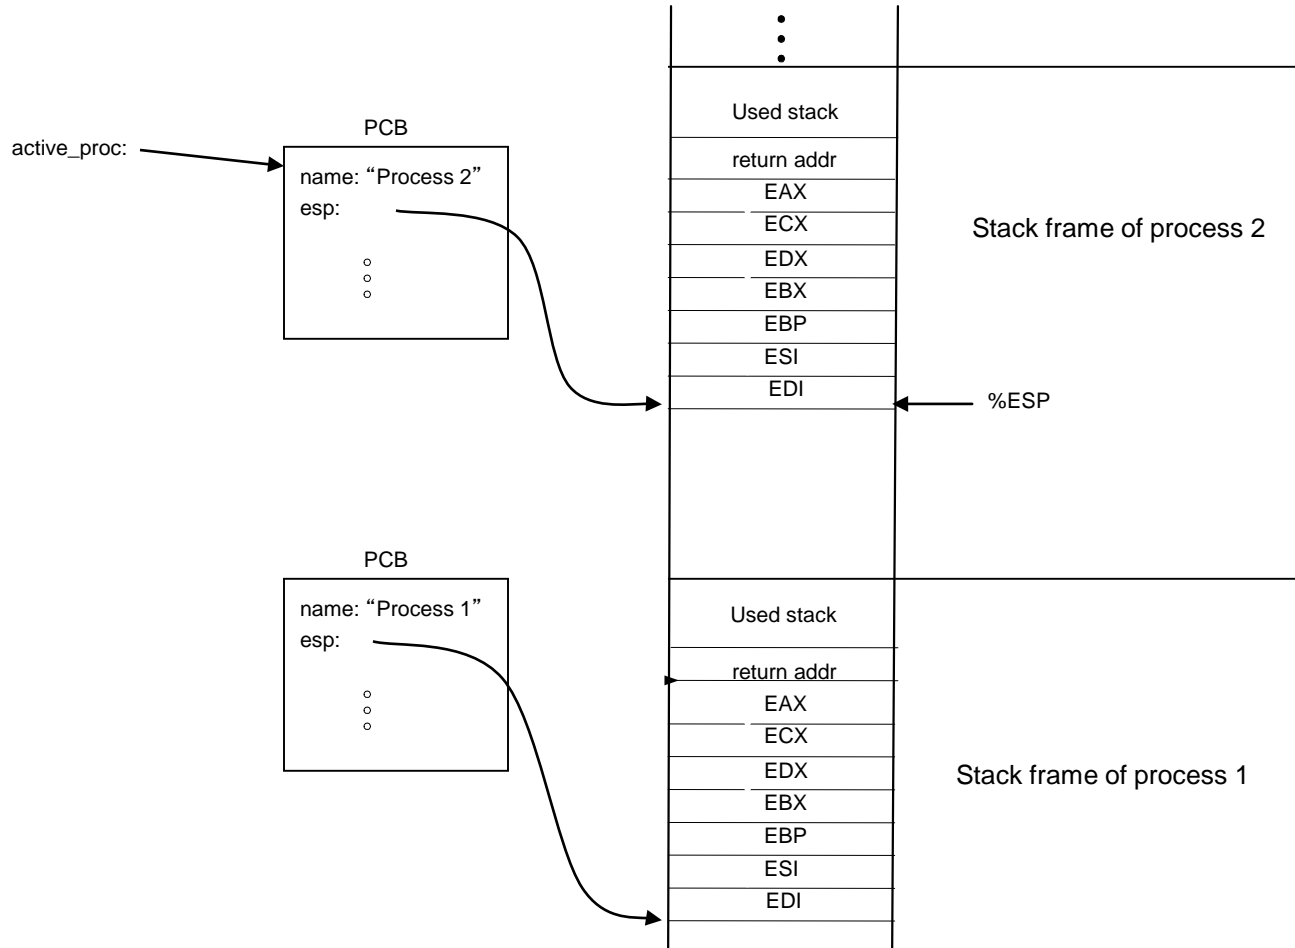 Used stack
PCB
active_proc:
return addr
name: “Process 2”
EAX
esp:
ECX
Stack frame of process 2
EDX
EBX
EBP
ESI
EDI
%ESP
PCB
name: “Process 1”
Used stack
esp:
return addr
EAX
ECX
EDX
Stack frame of process 1
EBX
EBP
ESI
EDI